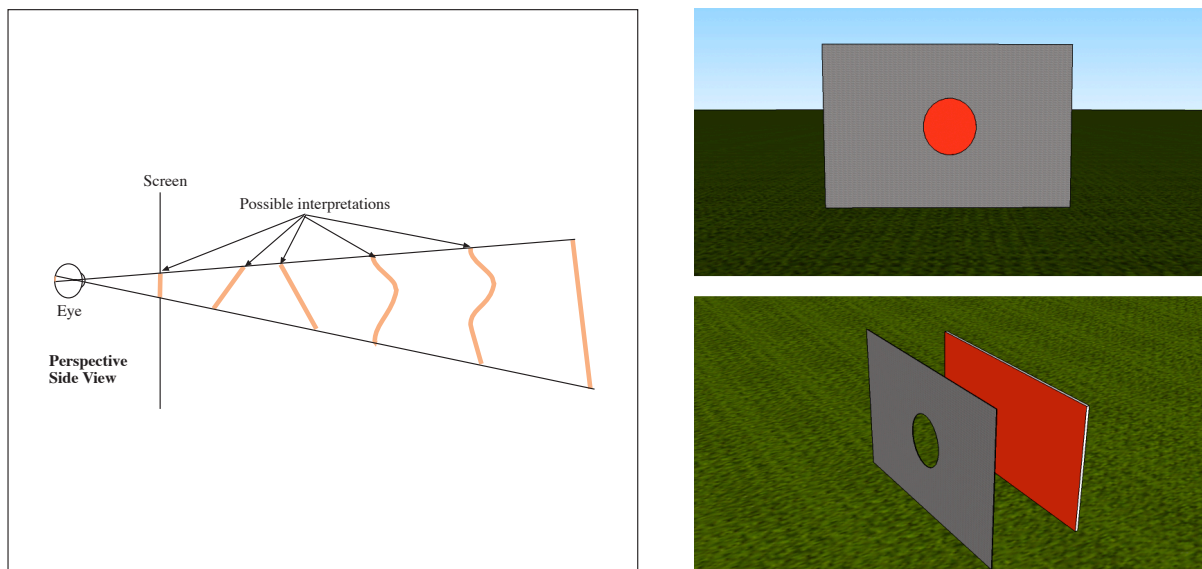 Screen
Possible interpretations
Eye
Perspective
Side View